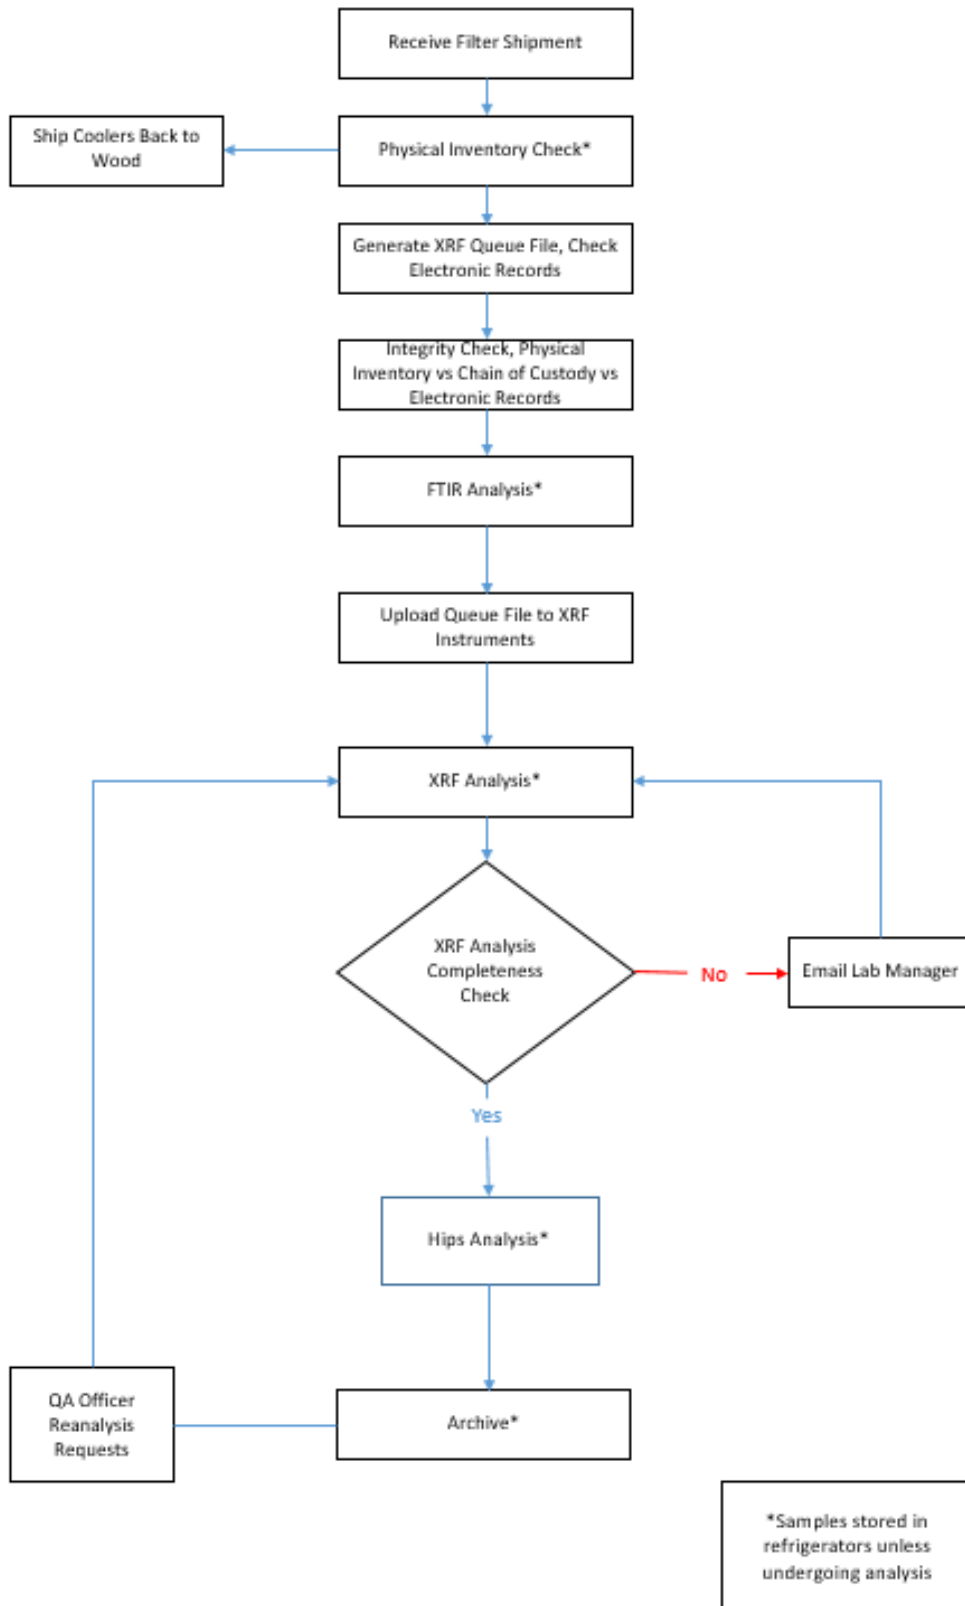 Receive Filter Shipment
Ship Coolers Back to
Wood
Physical Inventory Check*
Generate XRF Queue File, Check
Electronic Records
Integrity Check, Physical
Inventory vs Chain of Custody vs
Electronic Records
FTIR Analysis*
Upload Queue File to XRF
Instruments
XRF Analysis*
XRF Analysis
Completeness
Check
No
Email Lab Manager
Yes
Hips Analysis*
QA Officer
Reanalysis
Requests
Archive*
*Samples stored in
refrigerators unless
undergoing analysis